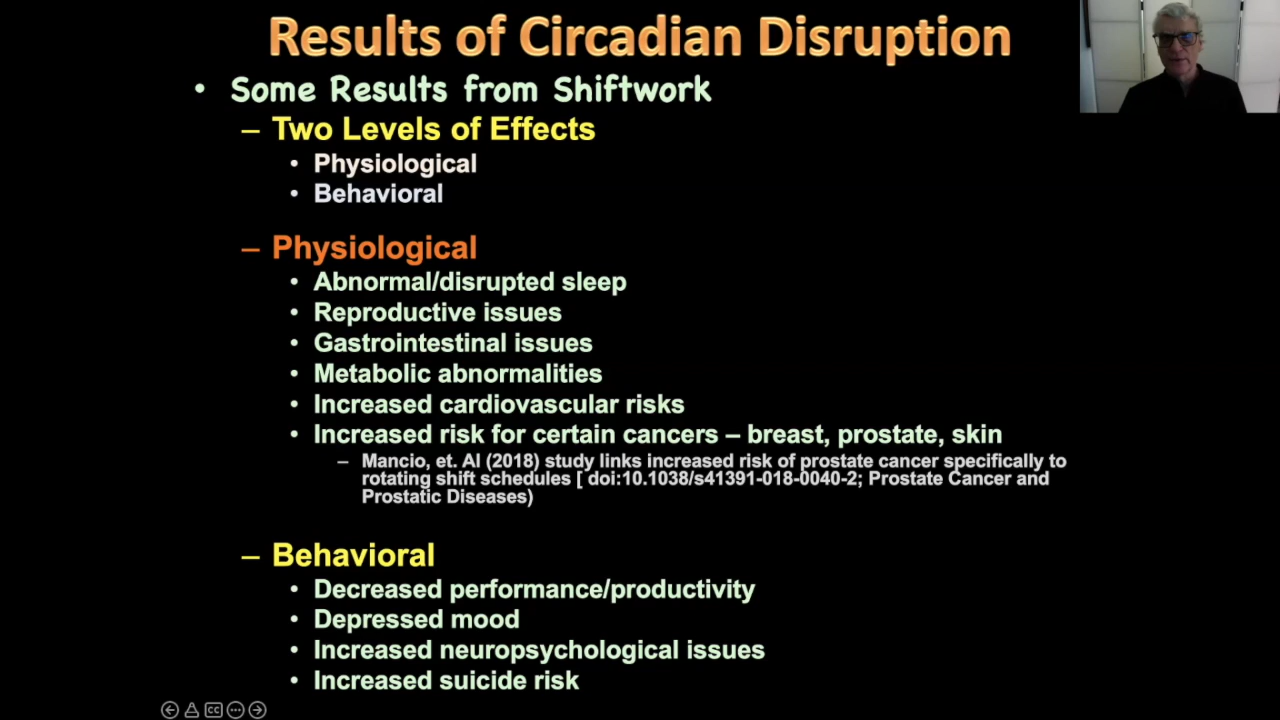 Results of Circadian Disruption
• Some Results from Shiftwork
– Two Levels of Effects
• Physiological
• Behavioral
– Physiological
• Abnormal/disrupted sleep
• Reproductive issues
• Gastrointestinal issues
• Metabolic abnormalities
• Increased cardiovascular risks
• Increased risk for certain cancers – breast, prostate, skin
– Mancio, et. Al (2018) study links increased risk of prostate cancer specifically to
rotating shift schedules [ doi:10.1038/s41391-018-0040-2; Prostate Cancer and
Prostatic Diseases)
– Behavioral
• Decreased performance/productivity
• Depressed mood
• Increased neuropsychological issues
• Increased suicide risk
CC